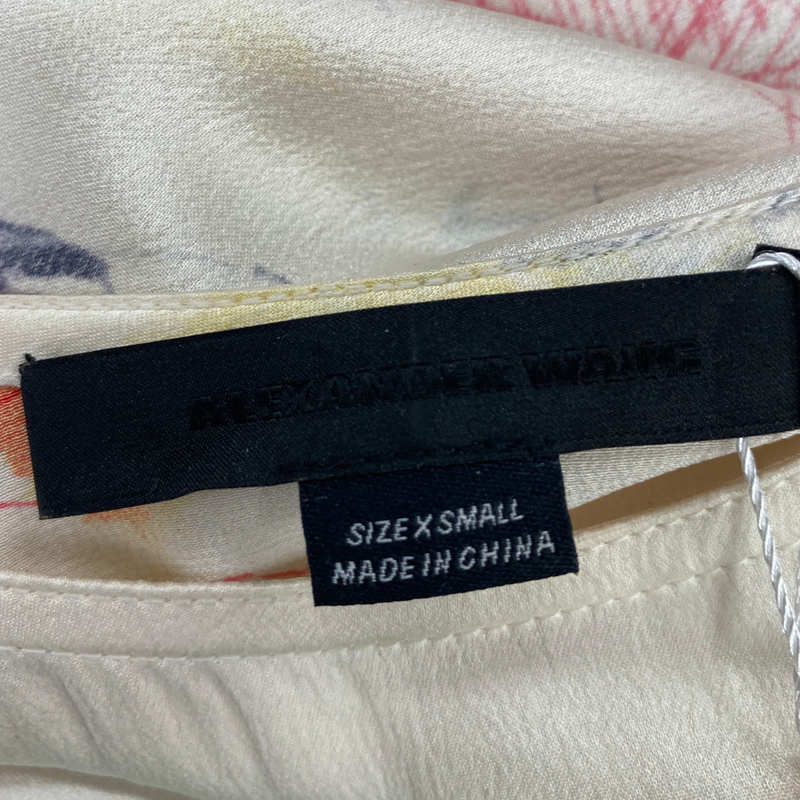 ALEXANDER WANG
SIZE X SMALL
MADE IN CHINA